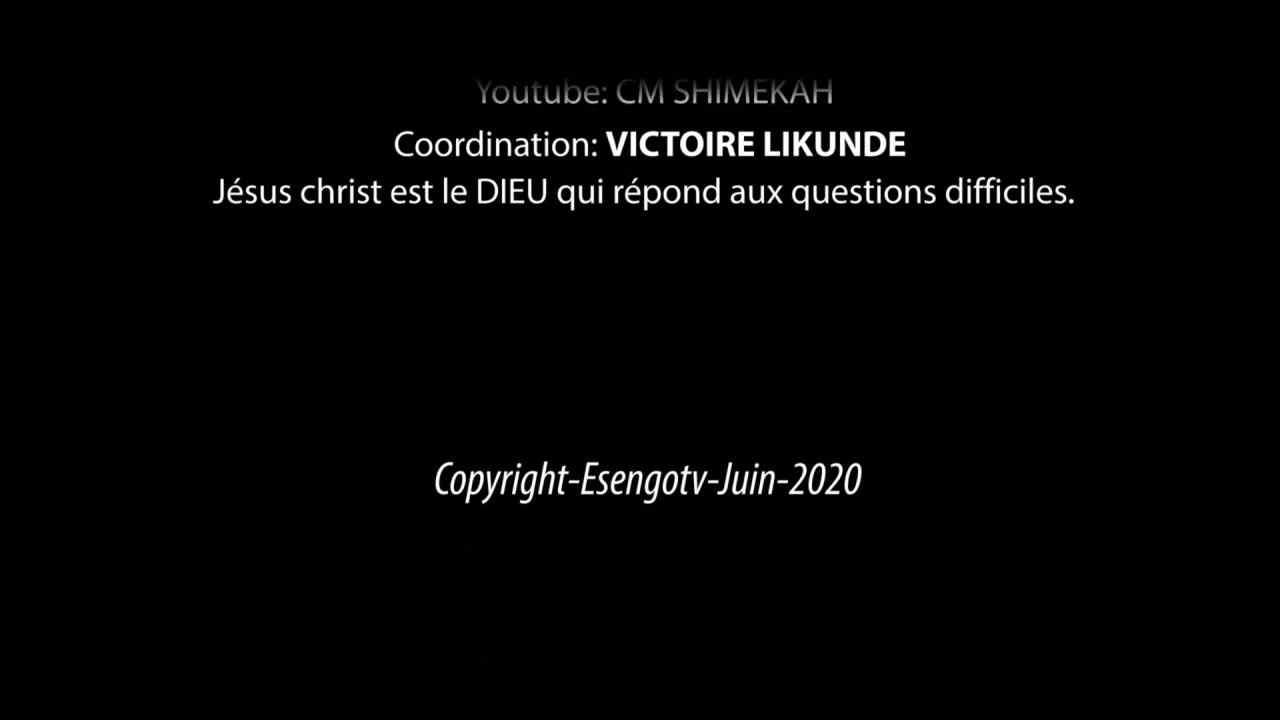 Youtube: CM SHIMEKAH
Coordination: VICTOIRE LIKUNDE
Jésus christ est le DIEU qui répond aux questions difficiles.
Copyright-Esengotv-Juin-2020